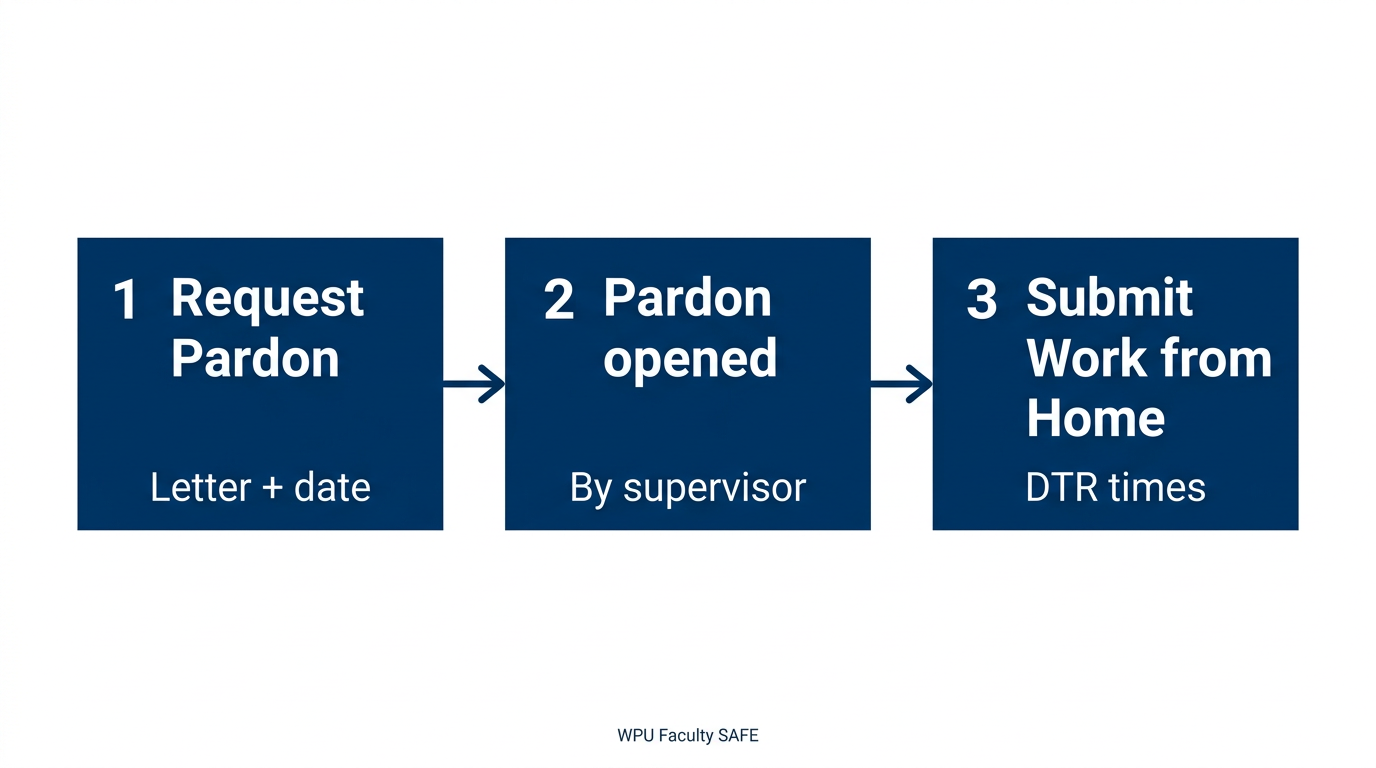 1 Request
Pardon
Letter + date
2 Pardon
opened
By supervisor
3 Submit
Work from
Home
DTR times
WPU Faculty SAFE